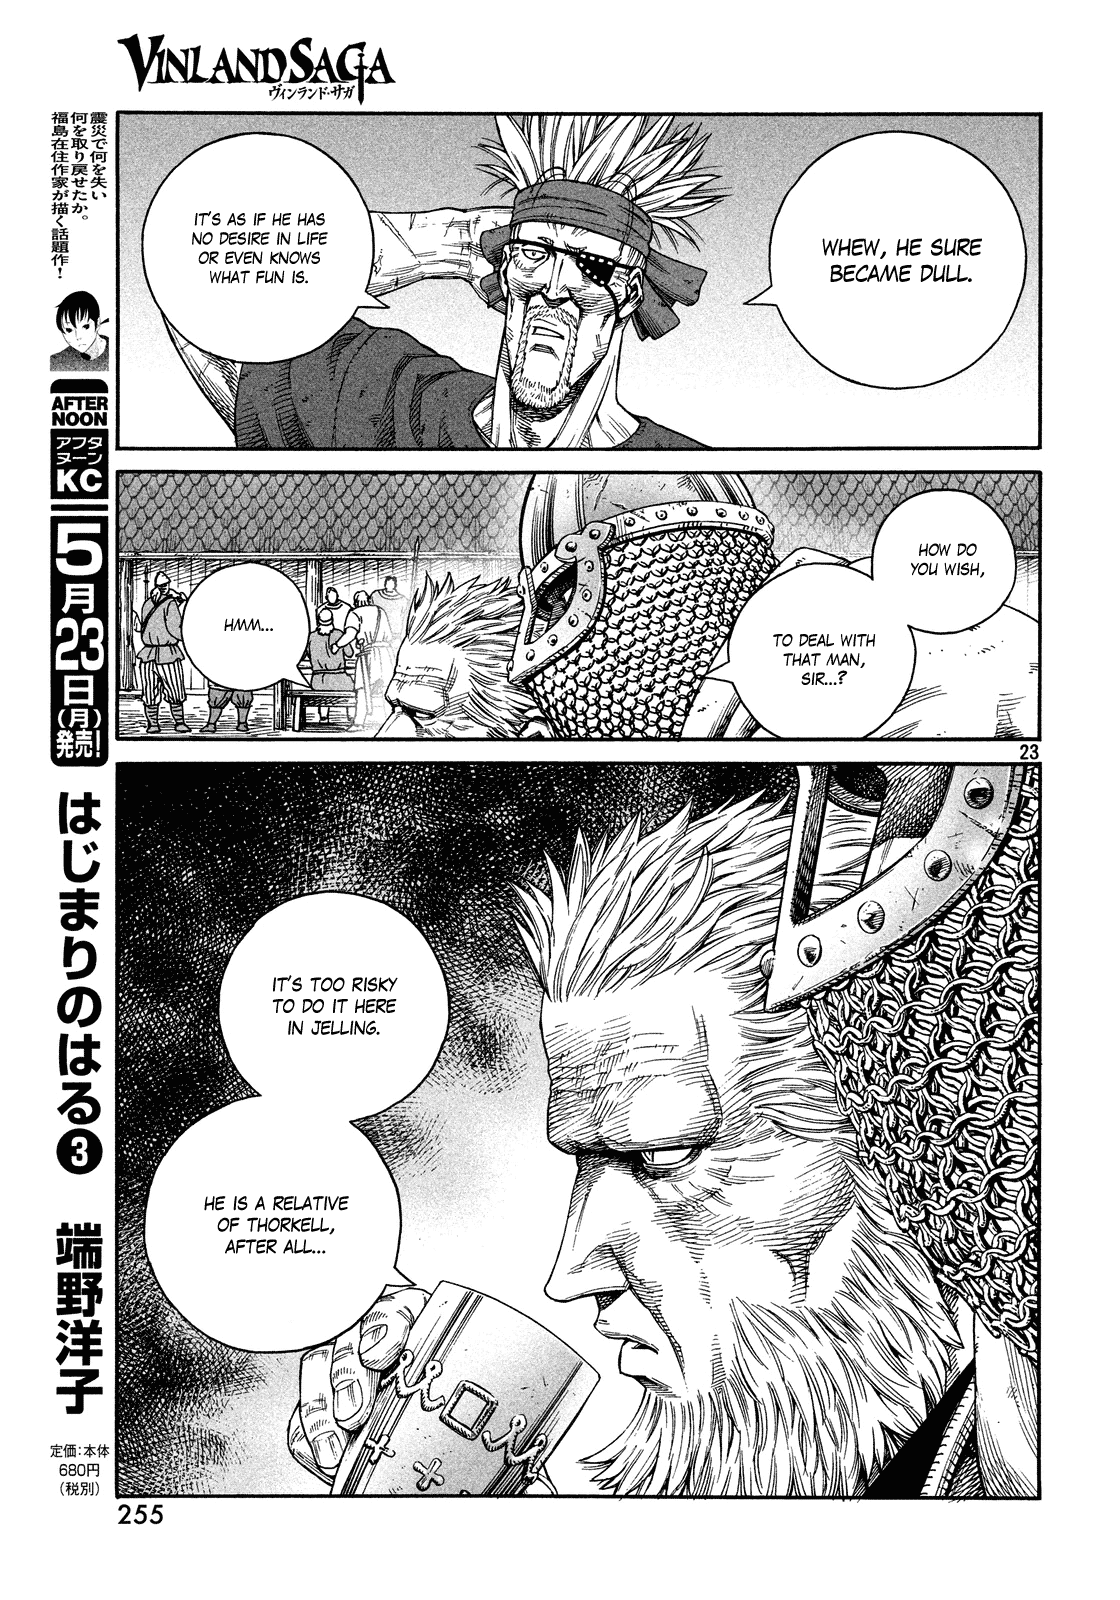 VINLAND SAGA
ヴィンランド・サガ
WHEW, HE SURE
BECAME DULL.
IT'S AS IF HE HAS
NO DESIRE IN LIFE
OR EVEN KNOWS
WHAT FUN IS.
HOW DO
YOU WISH,
TO DEAL WITH
THAT MAN,
SIR...?
HMM...
23
IT'S TOO RISKY
TO DO IT HERE
IN JELLING.
HE IS A RELATIVE
OF THORKELL,
AFTER ALL...
震災で何を失い
何を取り戻せたか。
福島在住作家が描く話題作!
AFTER
NOON
アフタ
ヌーン
KC
5月23日(月)発売!
はじまりのはる❸ 端野洋子
定価:本体
680円
(税別)
255